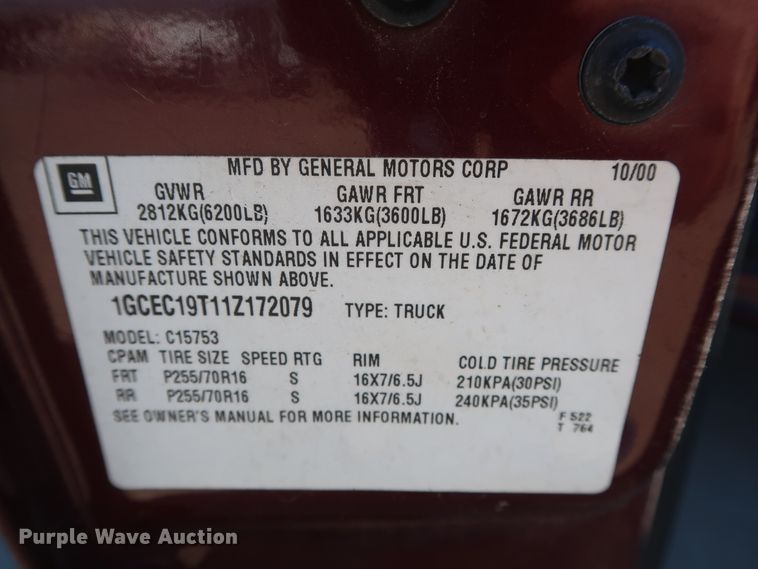 GM
MFD BY GENERAL MOTORS CORP 10/00
GVWR GAWR FRT GAWR RR
2812KG(6200LB) 1633KG(3600LB) 1672KG(3686LB)
THIS VEHICLE CONFORMS TO ALL APPLICABLE U.S. FEDERAL MOTOR
VEHICLE SAFETY STANDARDS IN EFFECT ON THE DATE OF
MANUFACTURE SHOWN ABOVE.
1GCEC19T11Z172079 TYPE: TRUCK
MODEL: C15753
CPAM TIRE SIZE SPEED RTG RIM COLD TIRE PRESSURE
FRT P255/70R16 S 16X7/6.5J 210KPA(30PSI)
RR P255/70R16 S 16X7/6.5J 240KPA(35PSI)
SEE OWNER'S MANUAL FOR MORE INFORMATION. F 522
T 764
Purple Wave Auction